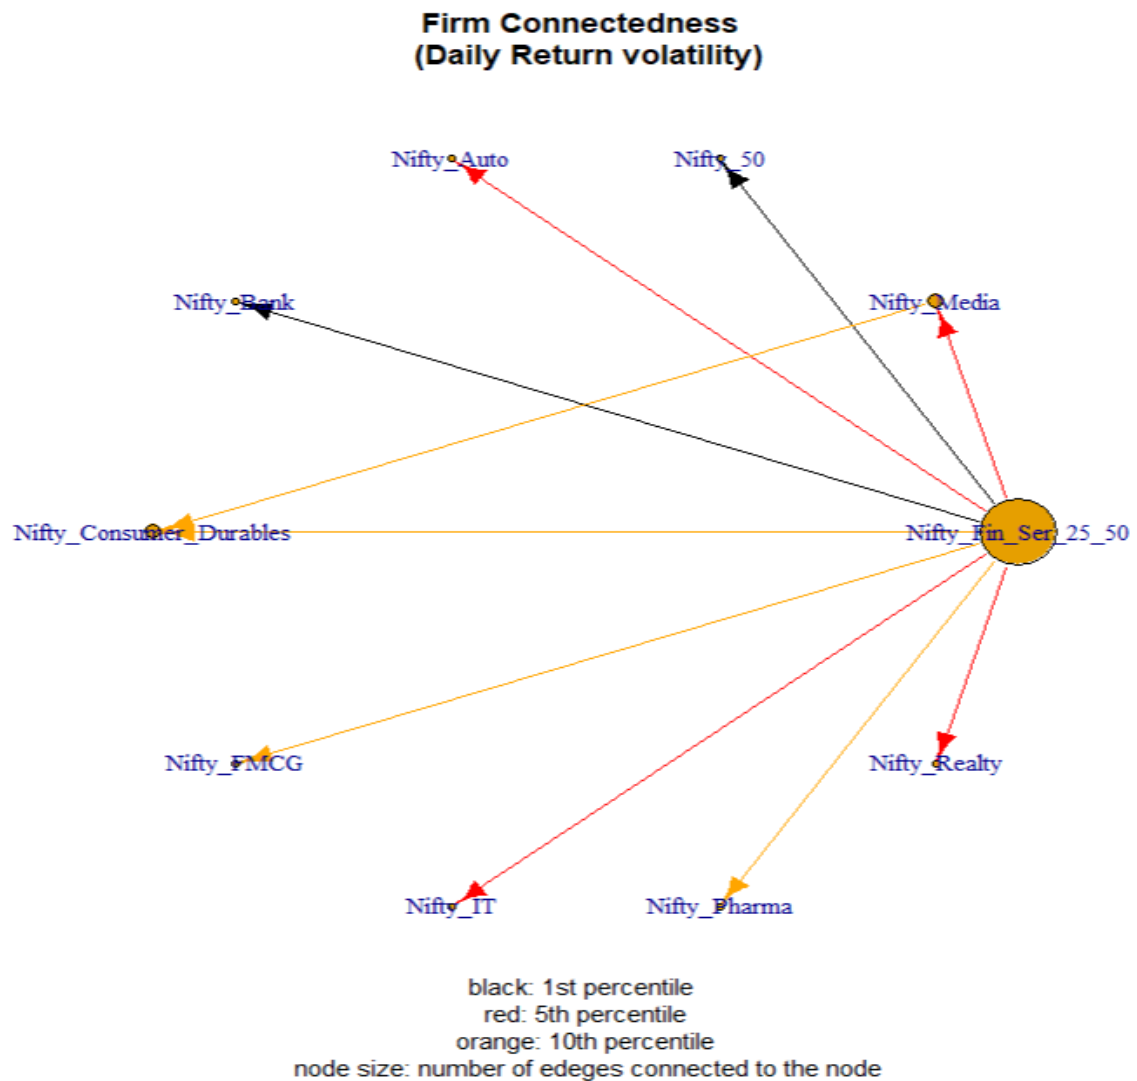 Firm Connectedness
(Daily Return volatility)
Nifty_Auto
Nifty_50
Nifty_Bank
Nifty_Media
Nifty_Consumer_Durables
Nifty_Fin_Ser_25_50
Nifty_FMCG
Nifty_Realty
Nifty_IT
Nifty_Pharma
black: 1st percentile
red: 5th percentile
orange: 10th percentile
node size: number of edeges connected to the node